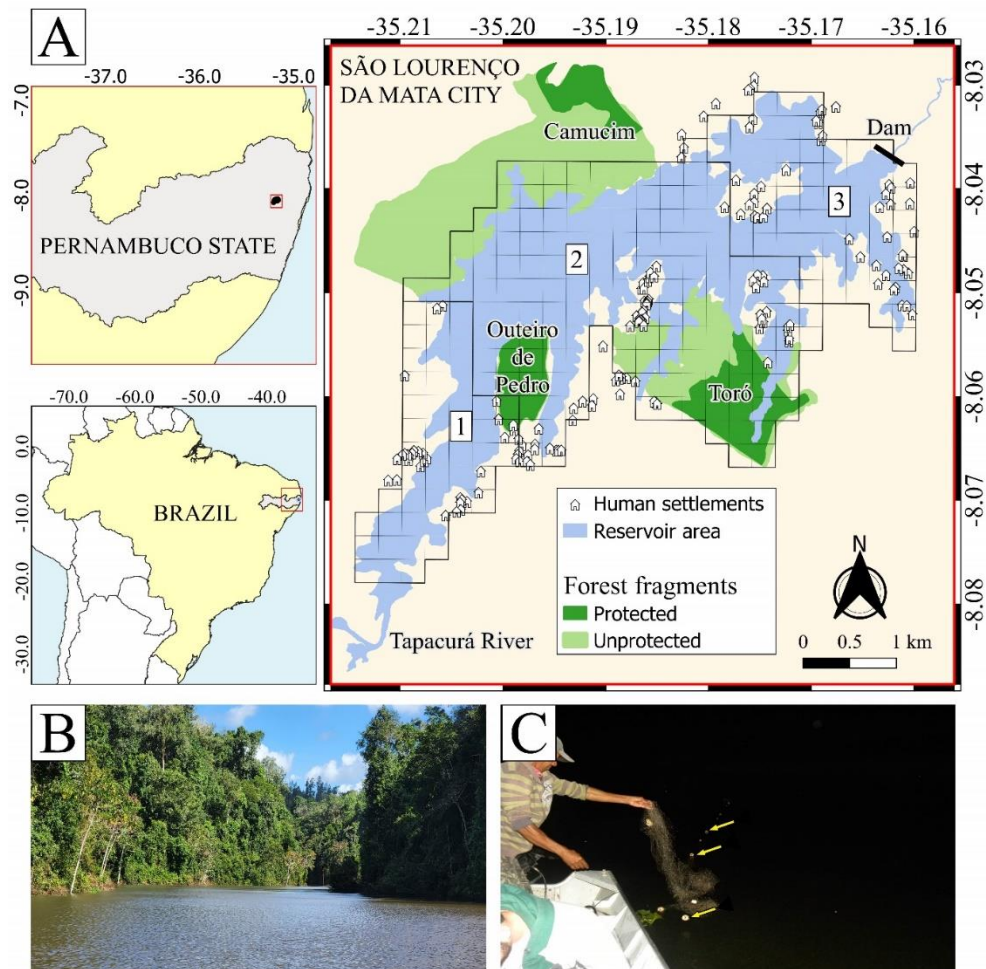 A
-37.0
-36.0
-35.0
-7.0
-8.0
-9.0
PERNAMBUCO STATE
-70.0
-60.0
-50.0
-40.0
0.0
-10.0
-20.0
-30.0
BRAZIL
-35.21
-35.20
-35.19
-35.18
-35.17
-35.16
-8.03
-8.04
-8.05
-8.06
-8.07
-8.08
SÃO LOURENÇO
DA MATA CITY
Camucim
Dam
3
2
Outeiro
de
Pedro
Toró
1
Tapacurá River
Human settlements
Reservoir area
Forest fragments
Protected
Unprotected
N
0 0.5 1 km
B
C